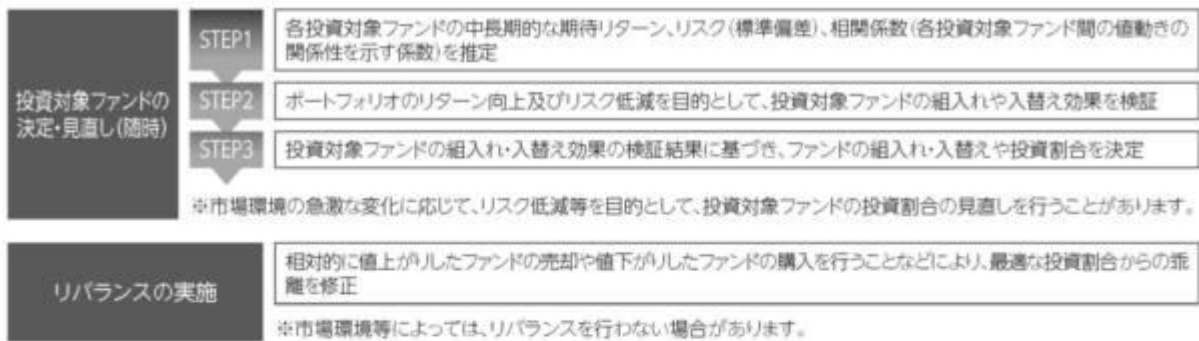 投資対象ファンドの
決定・見直し(随時)
STEP1
各投資対象ファンドの中長期的な期待リターン、リスク(標準偏差)、相関係数(各投資対象ファンド間の値動きの
関係性を示す係数)を推定
STEP2
ポートフォリオのリターン向上及びリスク低減を目的として、投資対象ファンドの組入れや入替え効果を検証
STEP3
投資対象ファンドの組入れ・入替え効果の検証結果に基づき、ファンドの組入れ・入替えや投資割合を決定
※市場環境の急激な変化に応じて、リスク低減等を目的として、投資対象ファンドの投資割合の見直しを行うことがあります。
リバランスの実施
相対的に値上がりしたファンドの売却や値下がりしたファンドの購入を行うことなどにより、最適な投資割合からの乖
離を修正
※市場環境等によっては、リバランスを行わない場合があります。